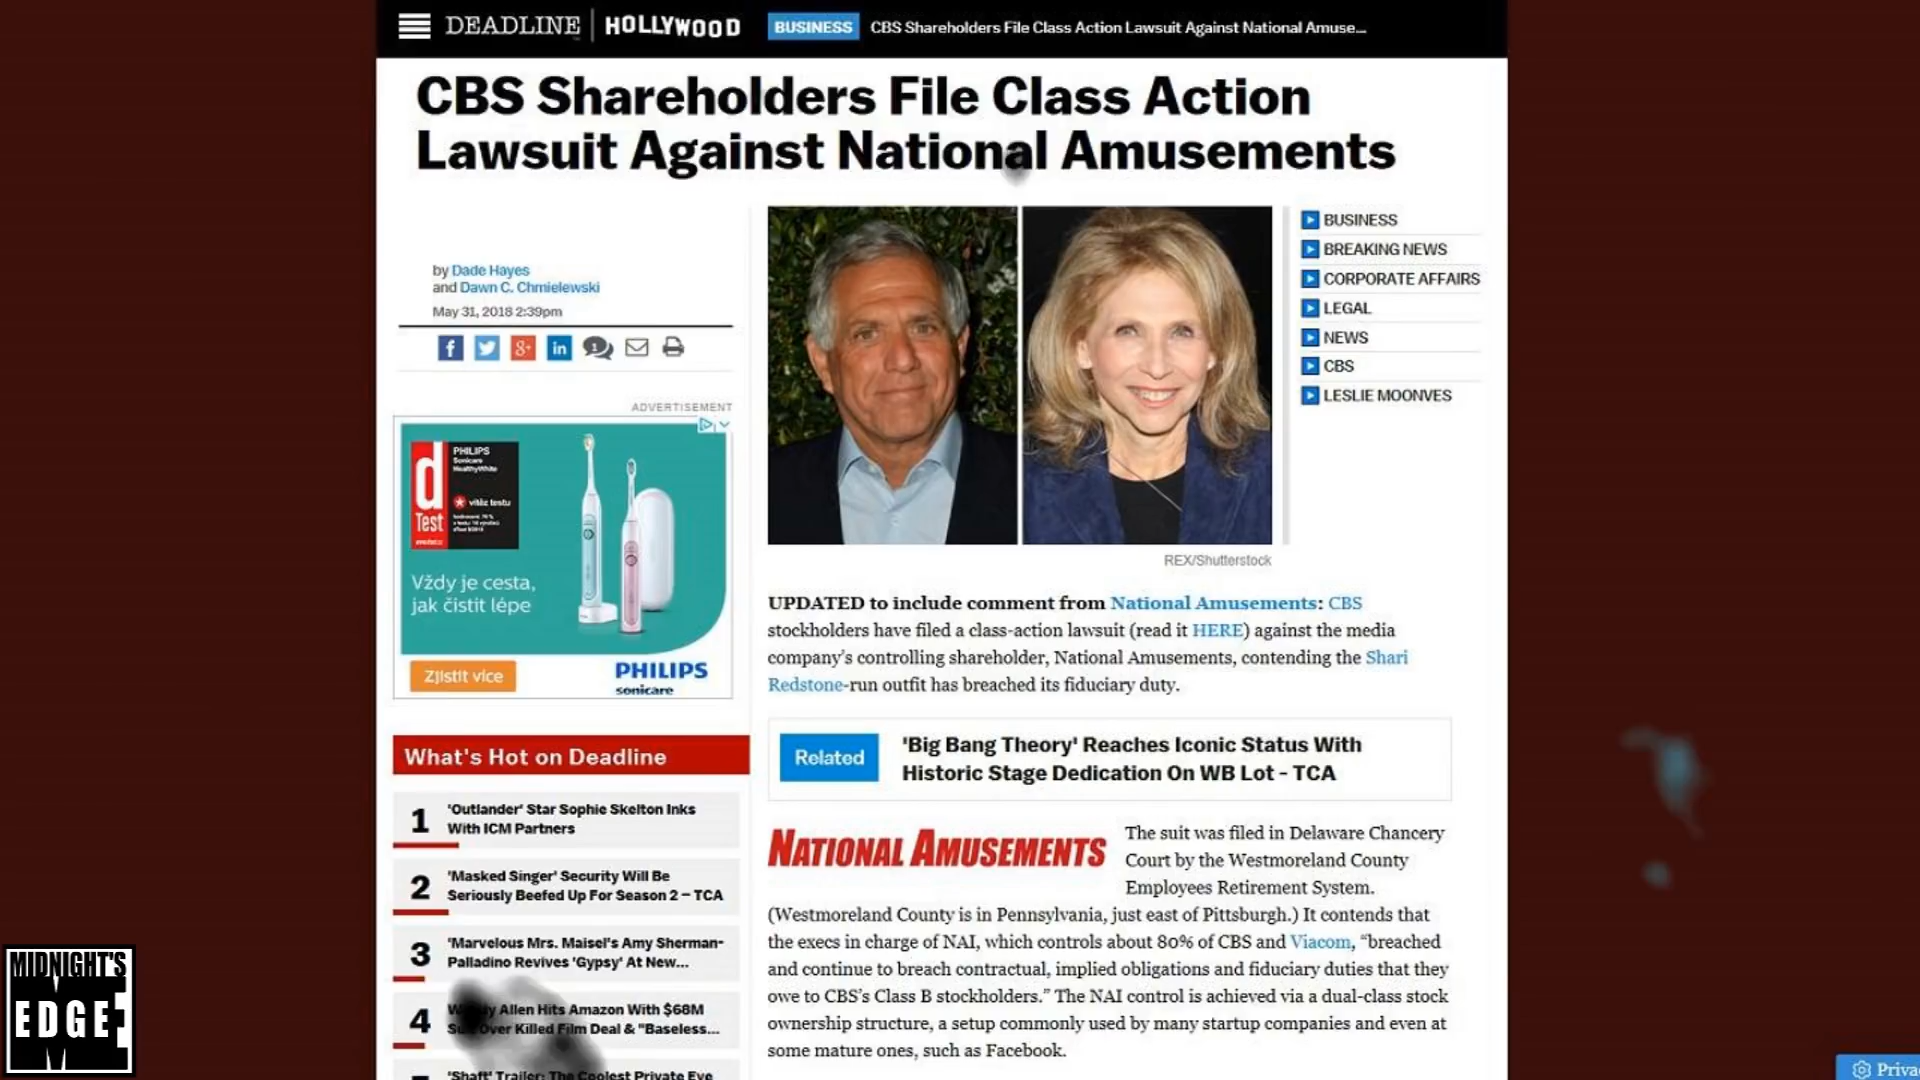 DEADLINE | HOLLYWOOD
BUSINESS
CBS Shareholders File Class Action Lawsuit Against National Amuse...
CBS Shareholders File Class Action
Lawsuit Against National Amusements
by Dade Hayes
and Dawn C. Chmielewski
May 31, 2018 2:39pm
f
g+
in
1
ADVERTISEMENT
PHILIPS
Sonicare
HealthyWhite
d
vítěz testu
Test
Vždy je cesta,
jak čistit lépe
Zjistit více
PHILIPS
sonicare
What's Hot on Deadline
1
'Outlander' Star Sophie Skelton Inks
With ICM Partners
2
'Masked Singer' Security Will Be
Seriously Beefed Up For Season 2 – TCA
3
'Marvelous Mrs. Maisel's Amy Sherman-
Palladino Revives 'Gypsy' At New...
4
Allen Hits Amazon With $68M
Over Killed Film Deal & "Baseless...
'Shaft' Trailer: The Coolest Private Eye
BUSINESS
BREAKING NEWS
CORPORATE AFFAIRS
LEGAL
NEWS
CBS
LESLIE MOONVES
REX/Shutterstock
UPDATED to include comment from National Amusements: CBS
stockholders have filed a class-action lawsuit (read it HERE) against the media
company's controlling shareholder, National Amusements, contending the Shari
Redstone-run outfit has breached its fiduciary duty.
Related
'Big Bang Theory' Reaches Iconic Status With
Historic Stage Dedication On WB Lot - TCA
NATIONAL AMUSEMENTS
The suit was filed in Delaware Chancery
Court by the Westmoreland County
Employees Retirement System.
(Westmoreland County is in Pennsylvania, just east of Pittsburgh.) It contends that
the execs in charge of NAI, which controls about 80% of CBS and Viacom, “breached
and continue to breach contractual, implied obligations and fiduciary duties that they
owe to CBS's Class B stockholders.” The NAI control is achieved via a dual-class stock
ownership structure, a setup commonly used by many startup companies and even at
some mature ones, such as Facebook.
MIDNIGHT'S
EDGE
Priva